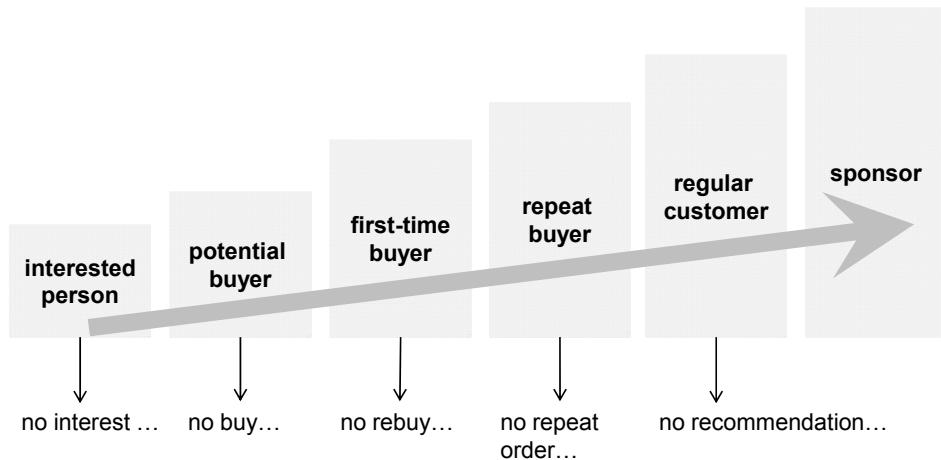 interested
person
potential
buyer
first-time
buyer
repeat
buyer
regular
customer
sponsor
no interest …
no buy…
no rebuy…
no repeat
order…
no recommendation…